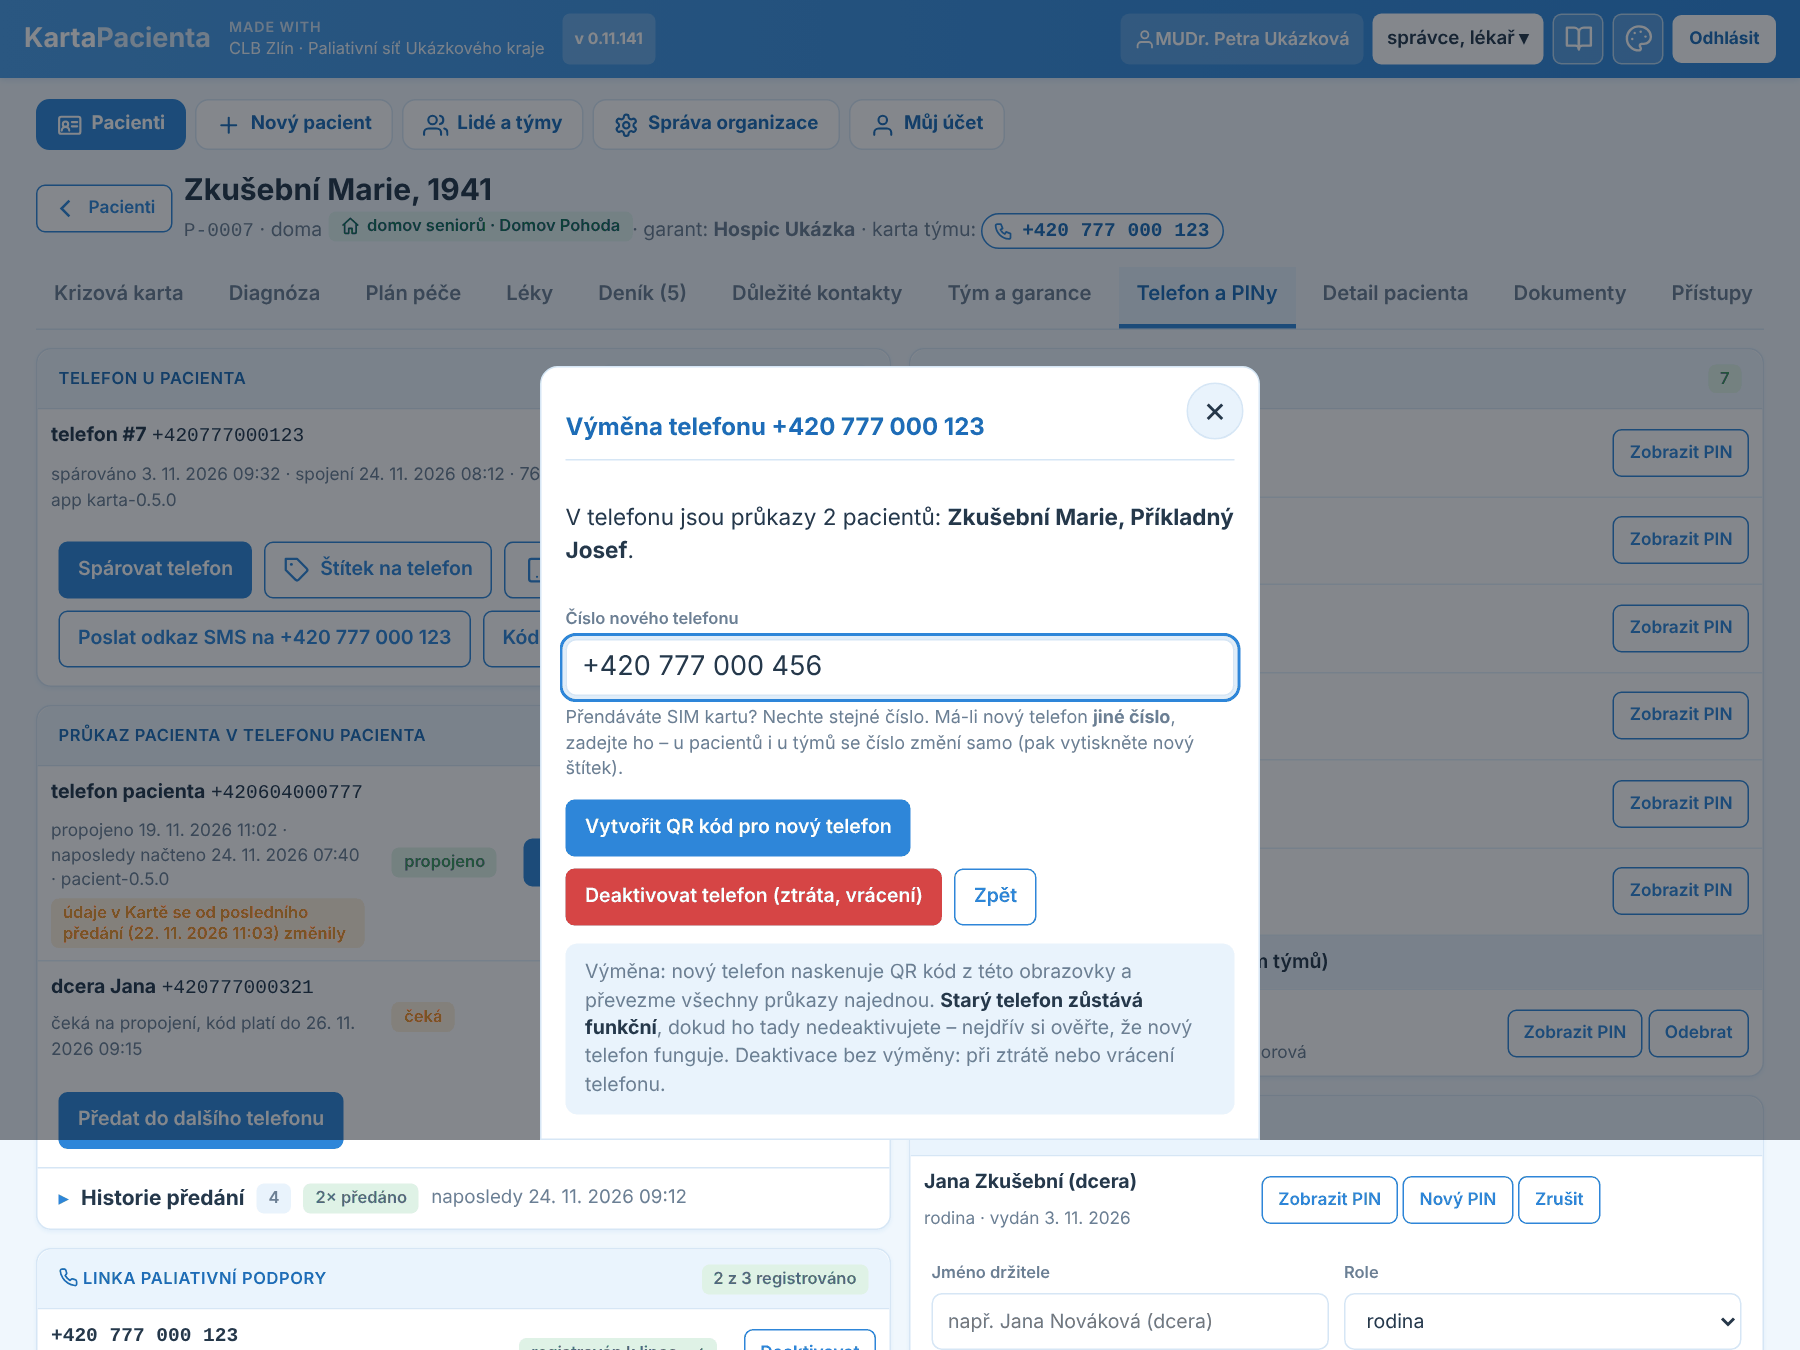 KartaPacienta
MADE WITH
CLB Zlín · Paliativní síť Ukázkového kraje
v 0.11.141
MUDr. Petra Ukázková
správce, lékař ▾
Odhlásit
Pacienti
Nový pacient
Lidé a týmy
Správa organizace
Můj účet
Pacienti
Zkušební Marie, 1941
P-0007 · doma
domov seniorů · Domov Pohoda
· garant: Hospic Ukázka · karta týmu:
+420 777 000 123
Krizová karta
Diagnóza
Plán péče
Léky
Deník (5)
Důležité kontakty
Tým a garance
Telefon a PINy
Detail pacienta
Dokumenty
Přístupy
TELEFON U PACIENTA
telefon #7 +420777000123
spárováno 3. 11. 2026 09:32 · spojení 24. 11. 2026 08:12 · 76
app karta-0.5.0
Spárovat telefon
Štítek na telefon
Poslat odkaz SMS na +420 777 000 123
Kód
PRŮKAZ PACIENTA V TELEFONU PACIENTA
telefon pacienta +420604000777
propojeno 19. 11. 2026 11:02 ·
naposledy načteno 24. 11. 2026 07:40
· pacient-0.5.0
propojeno
údaje v Kartě se od posledního
předání (22. 11. 2026 11:03) změnily
dcera Jana +420777000321
čeká na propojení, kód platí do 26. 11.
2026 09:15
čeká
Předat do dalšího telefonu
▸ Historie předání
4
2× předáno
naposledy 24. 11. 2026 09:12
LINKA PALIATIVNÍ PODPORY
2 z 3 registrováno
+420 777 000 123
Výměna telefonu +420 777 000 123
V telefonu jsou průkazy 2 pacientů: Zkušební Marie, Příkladný
Josef.
Číslo nového telefonu
+420 777 000 456
Přendáváte SIM kartu? Nechte stejné číslo. Má-li nový telefon jiné číslo,
zadejte ho – u pacientů i u týmů se číslo změní samo (pak vytiskněte nový
štítek).
Vytvořit QR kód pro nový telefon
Deaktivovat telefon (ztráta, vrácení)
Zpět
Výměna: nový telefon naskenuje QR kód z této obrazovky a
převezme všechny průkazy najednou. Starý telefon zůstává
funkční, dokud ho tady nedeaktivujete – nejdřív si ověřte, že nový
telefon funguje. Deaktivace bez výměny: při ztrátě nebo vrácení
telefonu.
7
Zobrazit PIN
Zobrazit PIN
Zobrazit PIN
Zobrazit PIN
Zobrazit PIN
Zobrazit PIN
týmů)
Zobrazit PIN
Odebrat
orová
Jana Zkušební (dcera)
rodina · vydán 3. 11. 2026
Zobrazit PIN
Nový PIN
Zrušit
Jméno držitele
Role
např. Jana Nováková (dcera)
rodina